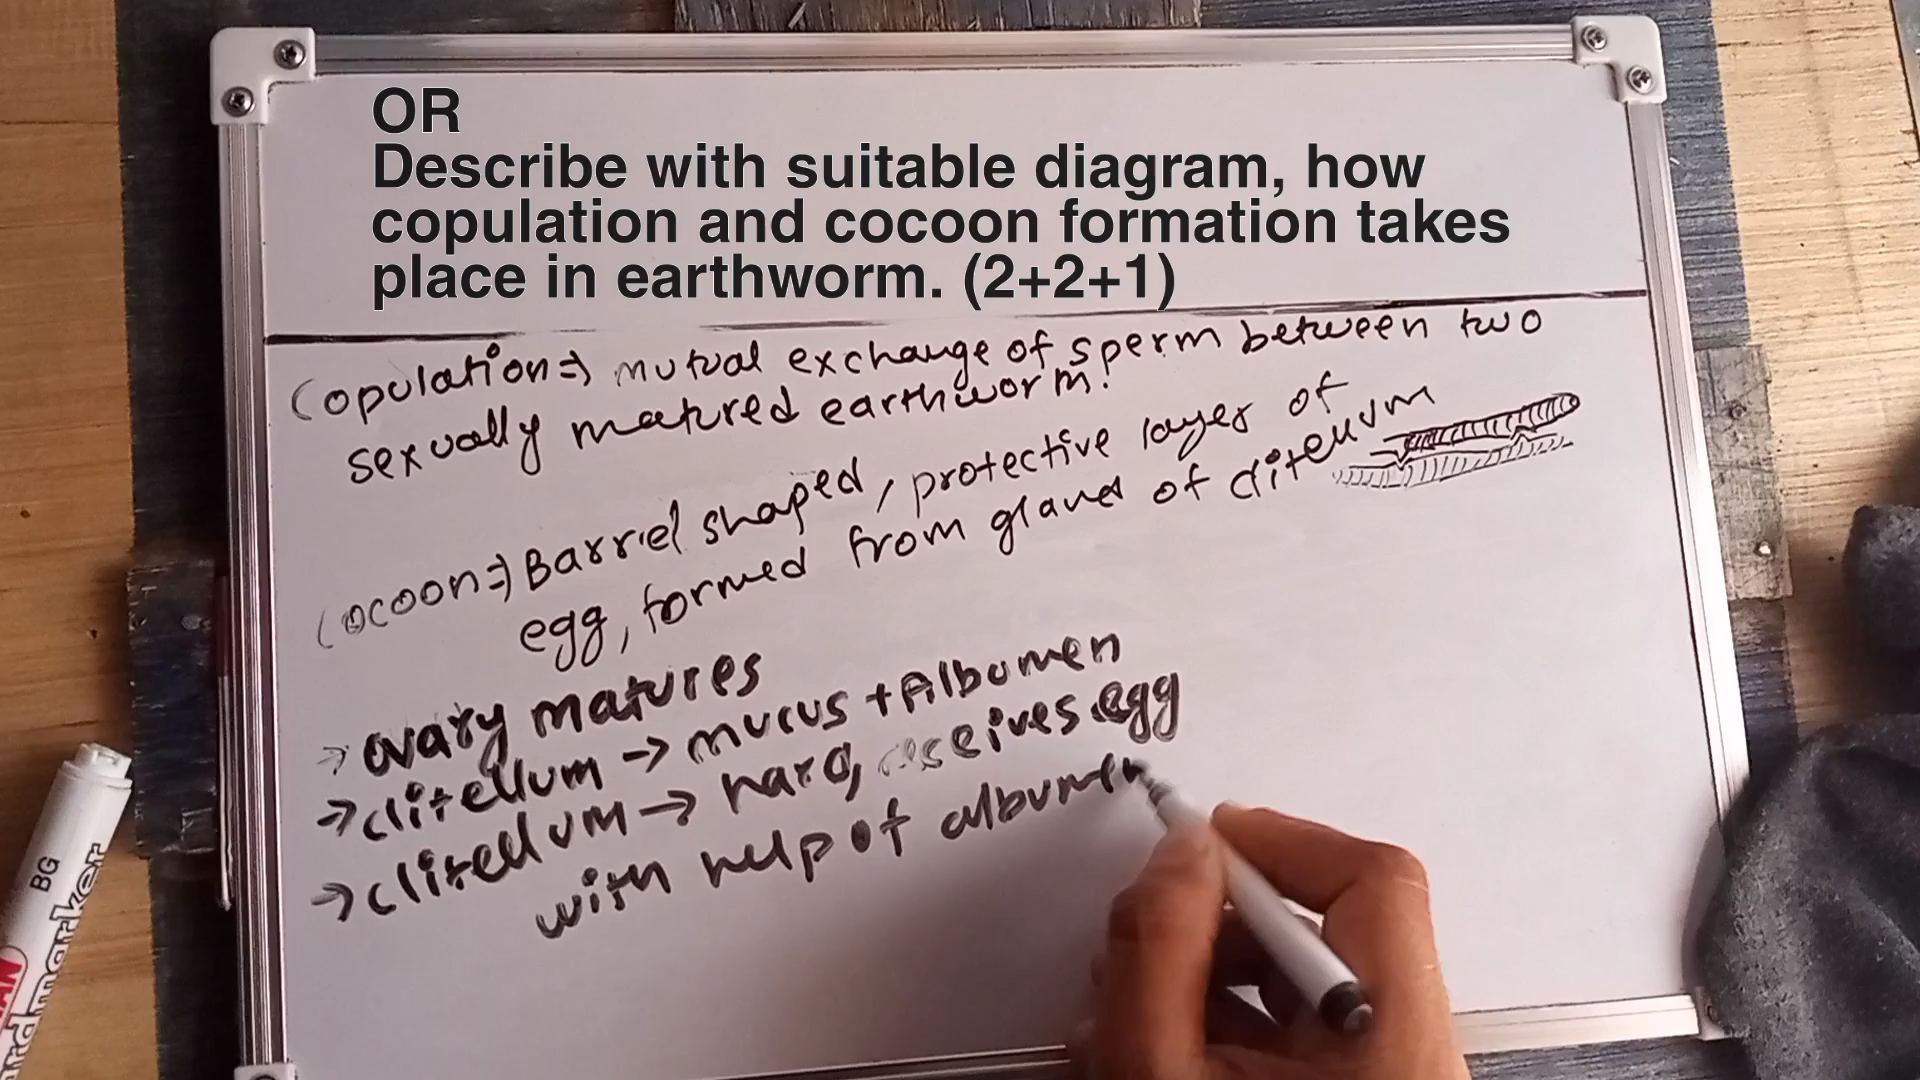 OR
Describe with suitable diagram, how
copulation and cocoon formation takes
place in earthworm. (2+2+1)
Copulation⇒ mutual exchange of sperm between two
sexually matured earthworm.
Cocoon⇒ Barrel shaped, protective layer of
egg, formed from gland of clitellum
→ ovary matures
→ clitellum → mucus + Albumen
→ clitellum → hard, receives egg
with help of albumen
BG
ardmarker